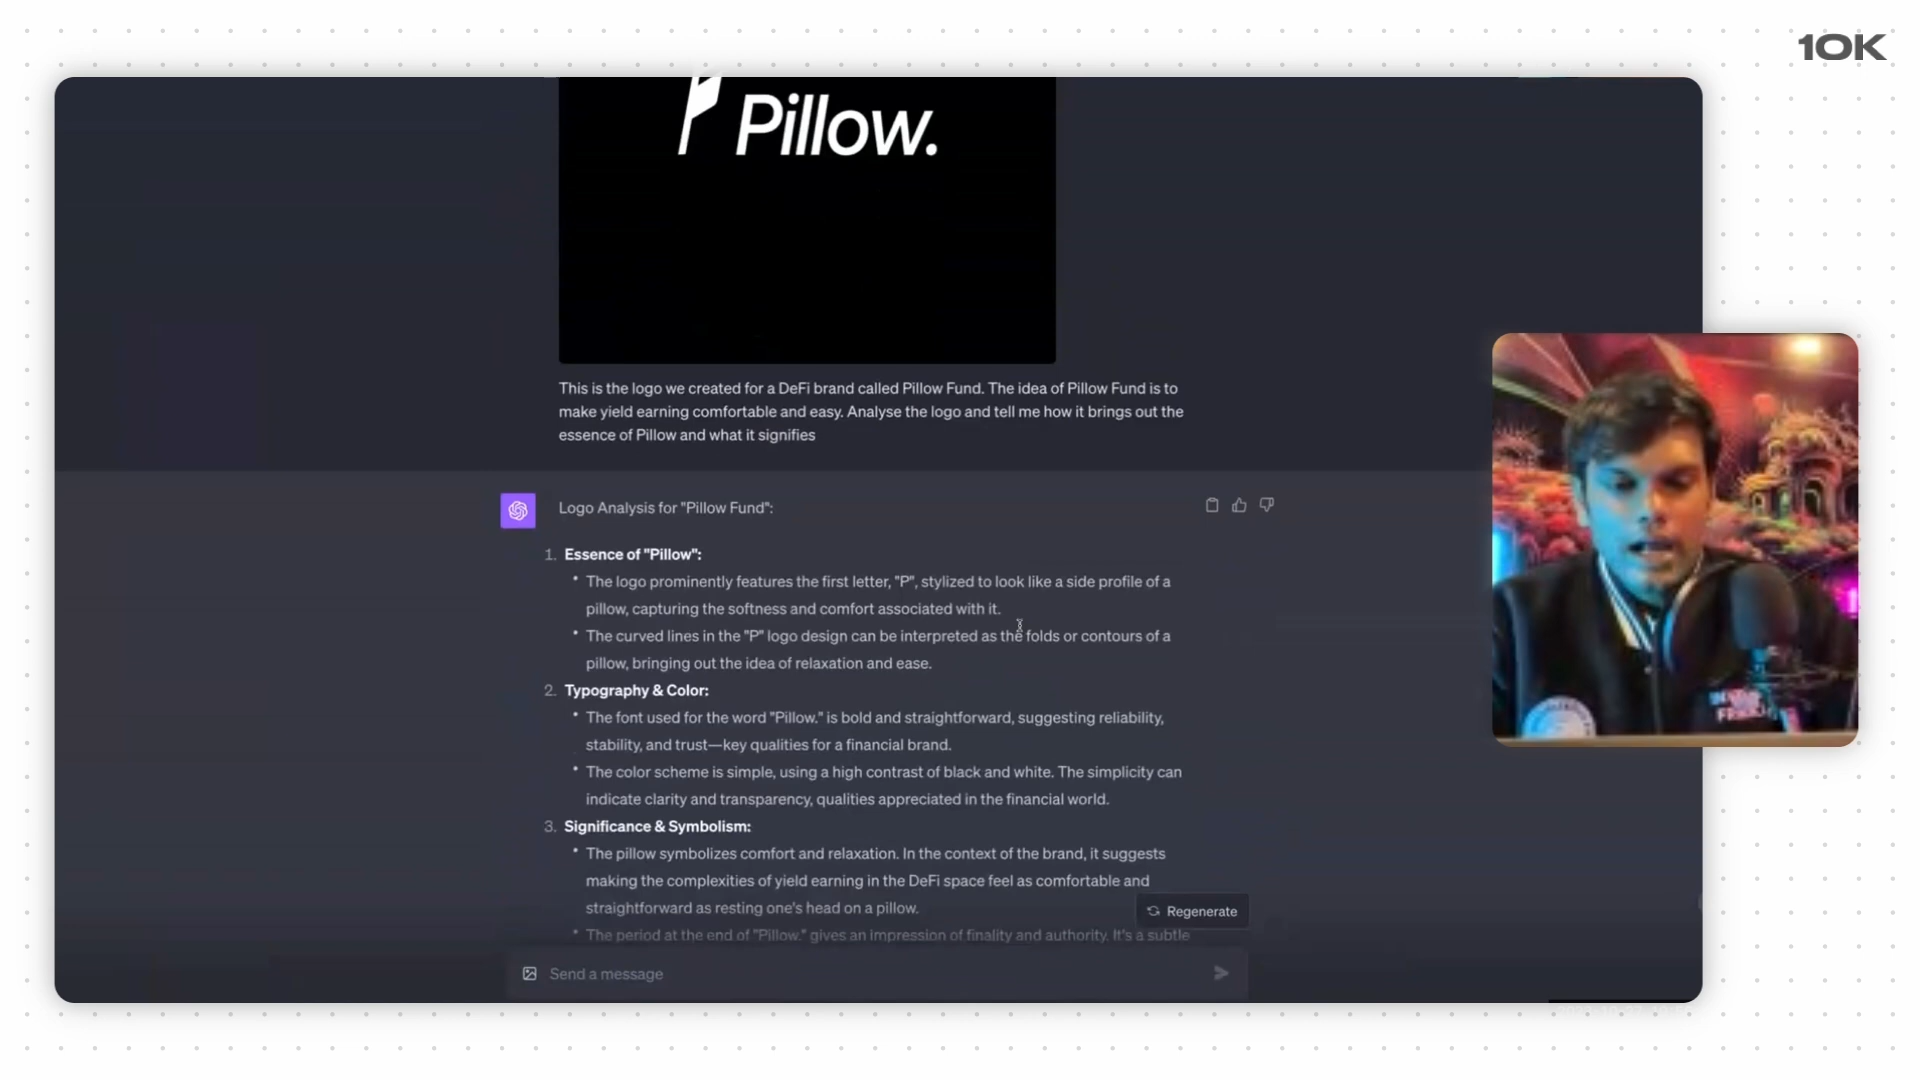 10K
Pillow.
This is the logo we created for a DeFi brand called Pillow Fund. The idea of Pillow Fund is to
make yield earning comfortable and easy. Analyse the logo and tell me how it brings out the
essence of Pillow and what it signifies
Logo Analysis for "Pillow Fund":
1. Essence of "Pillow":
• The logo prominently features the first letter, "P", stylized to look like a side profile of a
pillow, capturing the softness and comfort associated with it.
• The curved lines in the "P" logo design can be interpreted as the folds or contours of a
pillow, bringing out the idea of relaxation and ease.
2. Typography & Color:
• The font used for the word "Pillow." is bold and straightforward, suggesting reliability,
stability, and trust—key qualities for a financial brand.
• The color scheme is simple, using a high contrast of black and white. The simplicity can
indicate clarity and transparency, qualities appreciated in the financial world.
3. Significance & Symbolism:
• The pillow symbolizes comfort and relaxation. In the context of the brand, it suggests
making the complexities of yield earning in the DeFi space feel as comfortable and
straightforward as resting one's head on a pillow.
• The period at the end of "Pillow." gives an impression of finality and authority. It's a subtle
Regenerate
Send a message